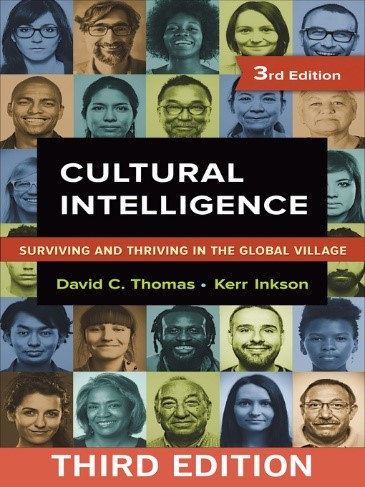 3rd Edition
CULTURAL
INTELLIGENCE
SURVIVING AND THRIVING IN THE GLOBAL VILLAGE
David C. Thomas • Kerr Inkson
THIRD EDITION